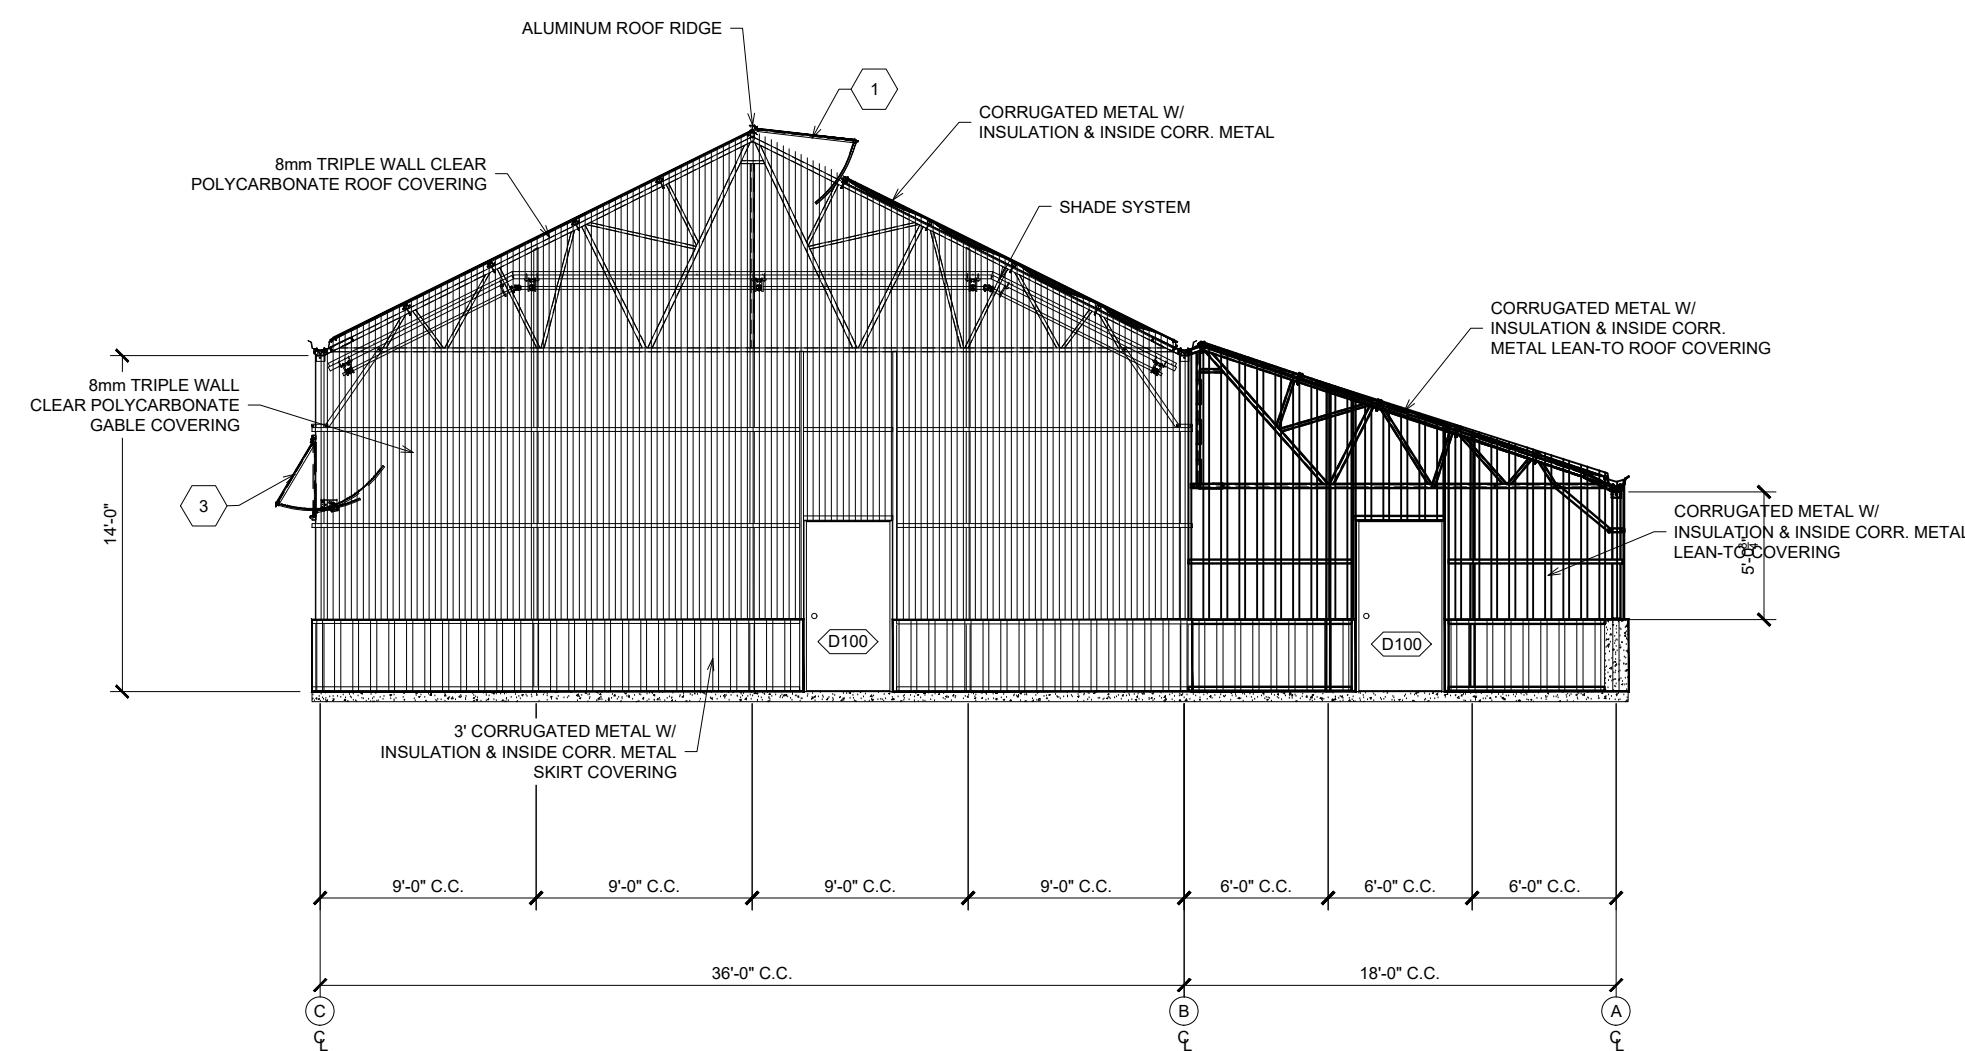 ALUMINUM ROOF RIDGE
1
CORRUGATED METAL W/
INSULATION & INSIDE CORR. METAL
8mm TRIPLE WALL CLEAR
POLYCARBONATE ROOF COVERING
SHADE SYSTEM
CORRUGATED METAL W/
INSULATION & INSIDE CORR.
METAL LEAN-TO ROOF COVERING
8mm TRIPLE WALL
CLEAR POLYCARBONATE
GABLE COVERING
3
14'-0"
CORRUGATED METAL W/
INSULATION & INSIDE CORR. METAL
LEAN-TO COVERING
D100
D100
3' CORRUGATED METAL W/
INSULATION & INSIDE CORR. METAL
SKIRT COVERING
9'-0" C.C.
9'-0" C.C.
9'-0" C.C.
9'-0" C.C.
6'-0" C.C.
6'-0" C.C.
6'-0" C.C.
36'-0" C.C.
18'-0" C.C.
C
B
A
℄
℄
℄